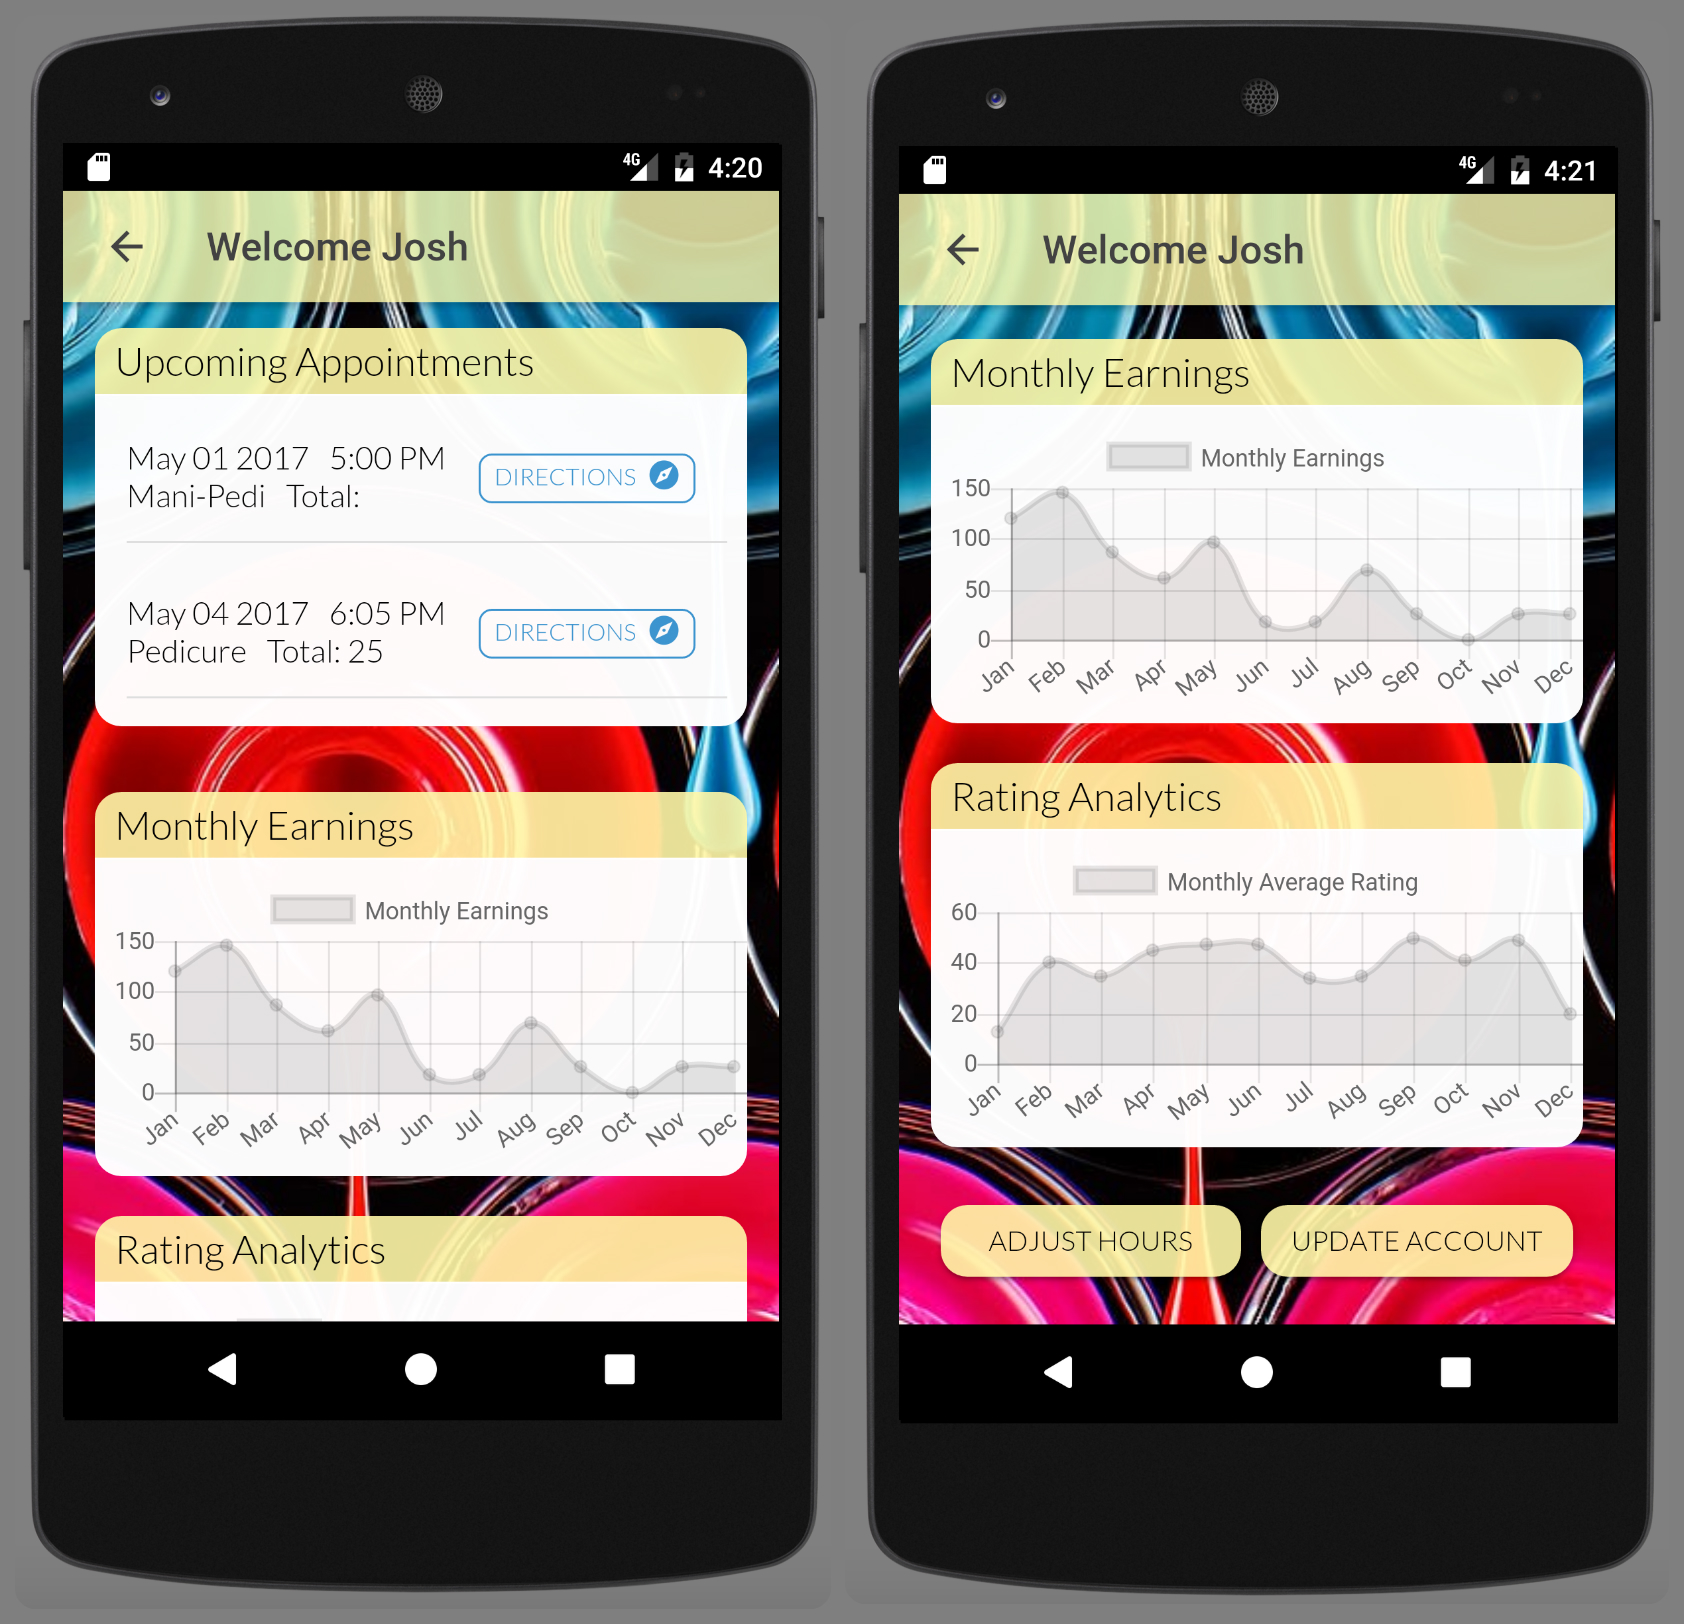 4G 4:20
Welcome Josh
Upcoming Appointments
May 01 2017 5:00 PM
Mani-Pedi Total:
DIRECTIONS
May 04 2017 6:05 PM
Pedicure Total: 25
DIRECTIONS
Monthly Earnings
Monthly Earnings
150
100
50
0
Jan Feb Mar Apr May Jun Jul Aug Sep Oct Nov Dec
Rating Analytics
4G 4:21
Welcome Josh
Monthly Earnings
Monthly Earnings
150
100
50
0
Jan Feb Mar Apr May Jun Jul Aug Sep Oct Nov Dec
Rating Analytics
Monthly Average Rating
60
40
20
0
Jan Feb Mar Apr May Jun Jul Aug Sep Oct Nov Dec
ADJUST HOURS UPDATE ACCOUNT